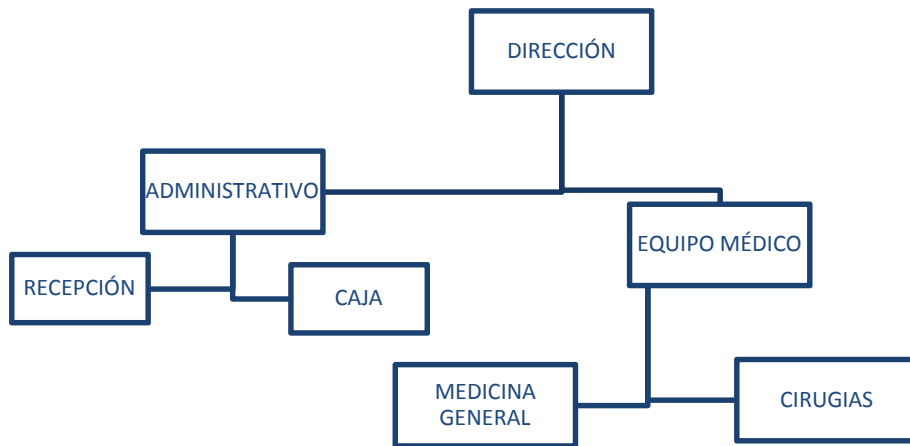 DIRECCIÓN
ADMINISTRATIVO
EQUIPO MÉDICO
RECEPCIÓN
CAJA
MEDICINA
GENERAL
CIRUGIAS